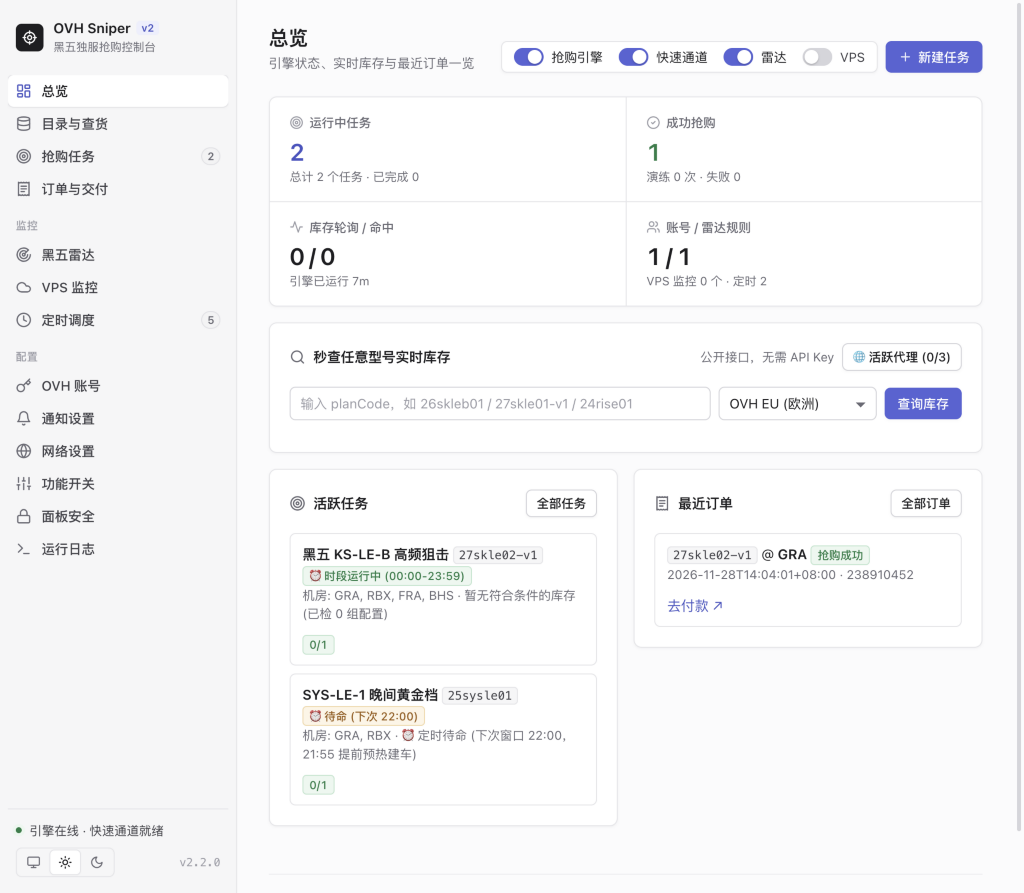 OVH Sniper v2
黑五独服抢购控制台
总览
目录与查货
抢购任务 2
订单与交付
监控
黑五雷达
VPS 监控
定时调度 5
配置
OVH 账号
通知设置
网络设置
功能开关
面板安全
运行日志
引擎在线 · 快速通道就绪
v2.2.0
总览
引擎状态、实时库存与最近订单一览
抢购引擎 快速通道 雷达 VPS
+ 新建任务
运行中任务
2
总计 2 个任务 · 已完成 0
成功抢购
1
演练 0 次 · 失败 0
库存轮询 / 命中
0 / 0
引擎已运行 7m
账号 / 雷达规则
1 / 1
VPS 监控 0 个 · 定时 2
秒查任意型号实时库存
公开接口，无需 API Key
活跃代理 (0/3)
输入 planCode，如 26skleb01 / 27skle01-v1 / 24rise01
OVH EU (欧洲)
查询库存
活跃任务
全部任务
黑五 KS-LE-B 高频狙击 27skle02-v1
⏰ 时段运行中 (00:00-23:59)
机房: GRA, RBX, FRA, BHS · 暂无符合条件的库存
(已检 0 组配置)
0/1
SYS-LE-1 晚间黄金档 25sysle01
⏰ 待命 (下次 22:00)
机房: GRA, RBX · ⏰ 定时待命 (下次窗口 22:00,
21:55 提前预热建车)
0/1
最近订单
全部订单
27skle02-v1 @ GRA 抢购成功
2026-11-28T14:04:01+08:00 · 238910452
去付款 ↗